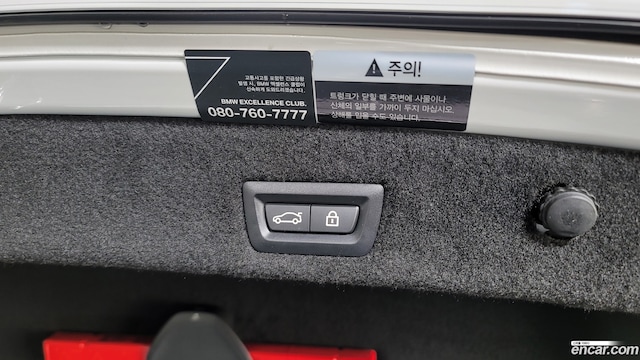 교통사고를 포함한 긴급상황
발생 시, BMW 엑설런스 클럽이
신속하게 도와드리겠습니다.
BMW EXCELLENCE CLUB.
080-760-7777
주의!
트렁크가 닫힐 때 주변에 사물이나
신체의 일부를 가까이 두지 마십시오.
상해를 입을 수도 있습니다.
encar.com